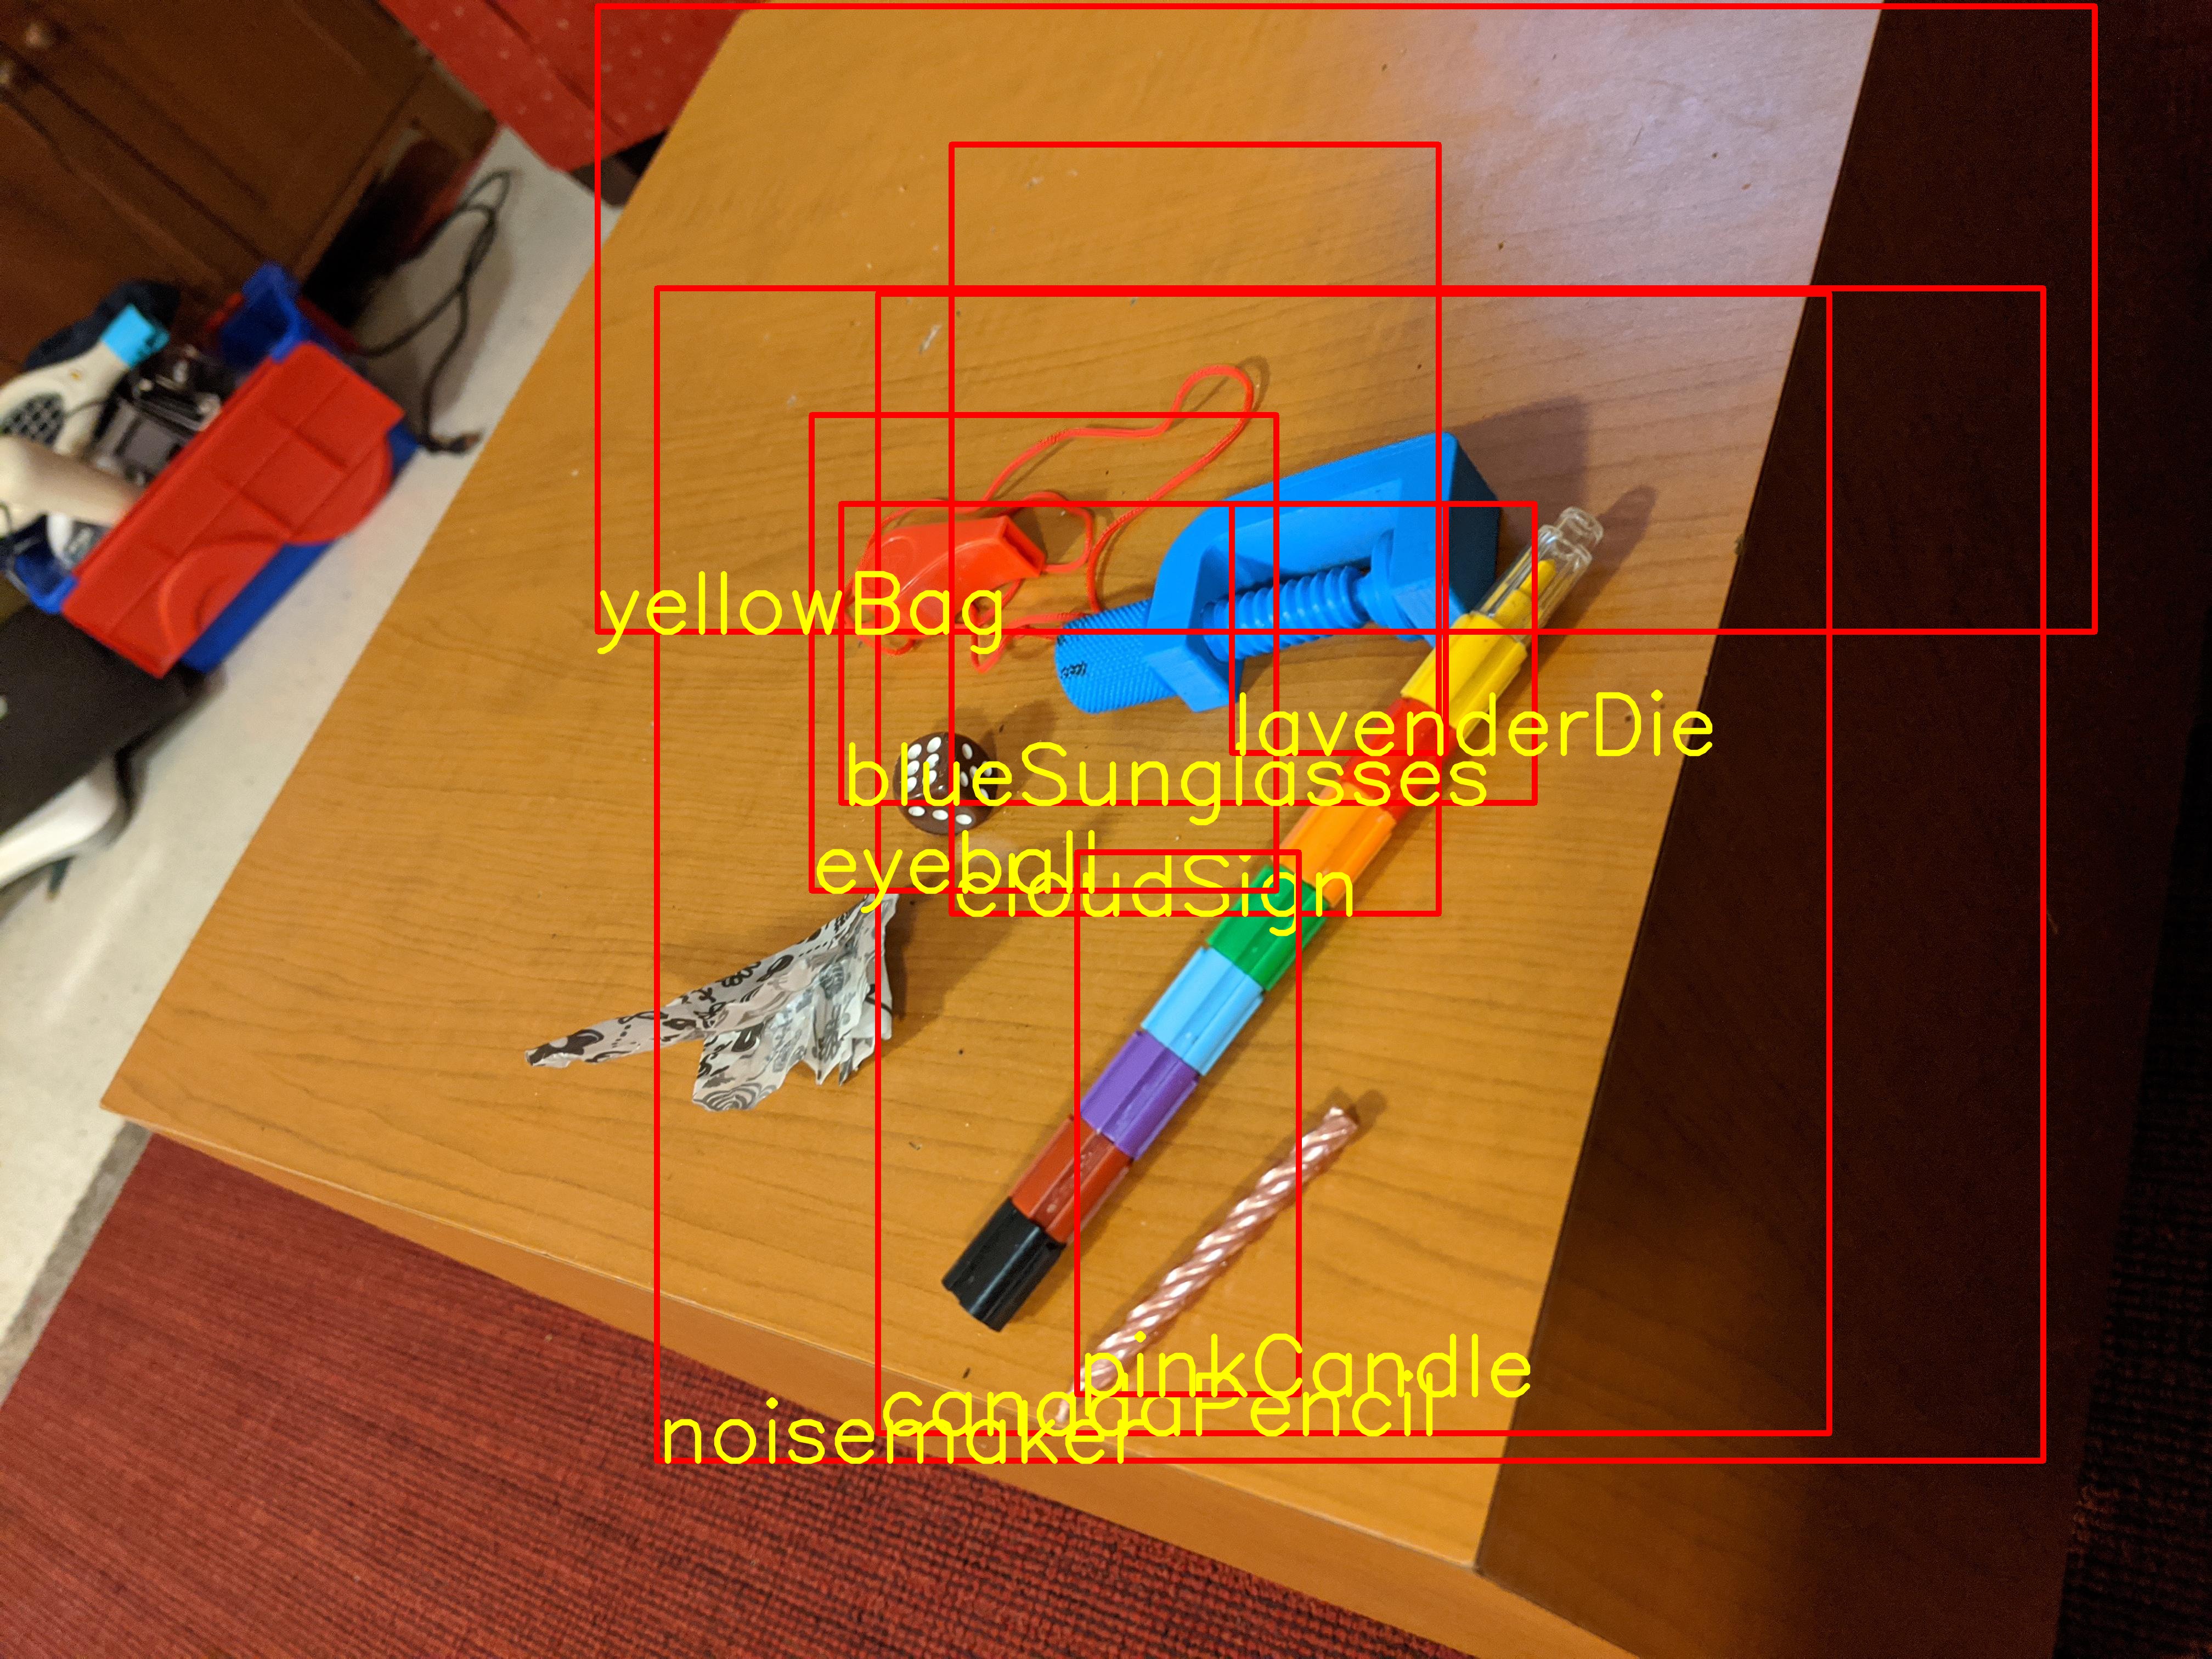 yellowBag
lavenderDie
blueSunglasses
eyeball
cloudSign
pinkCandle
canadaPencil
noisemaker